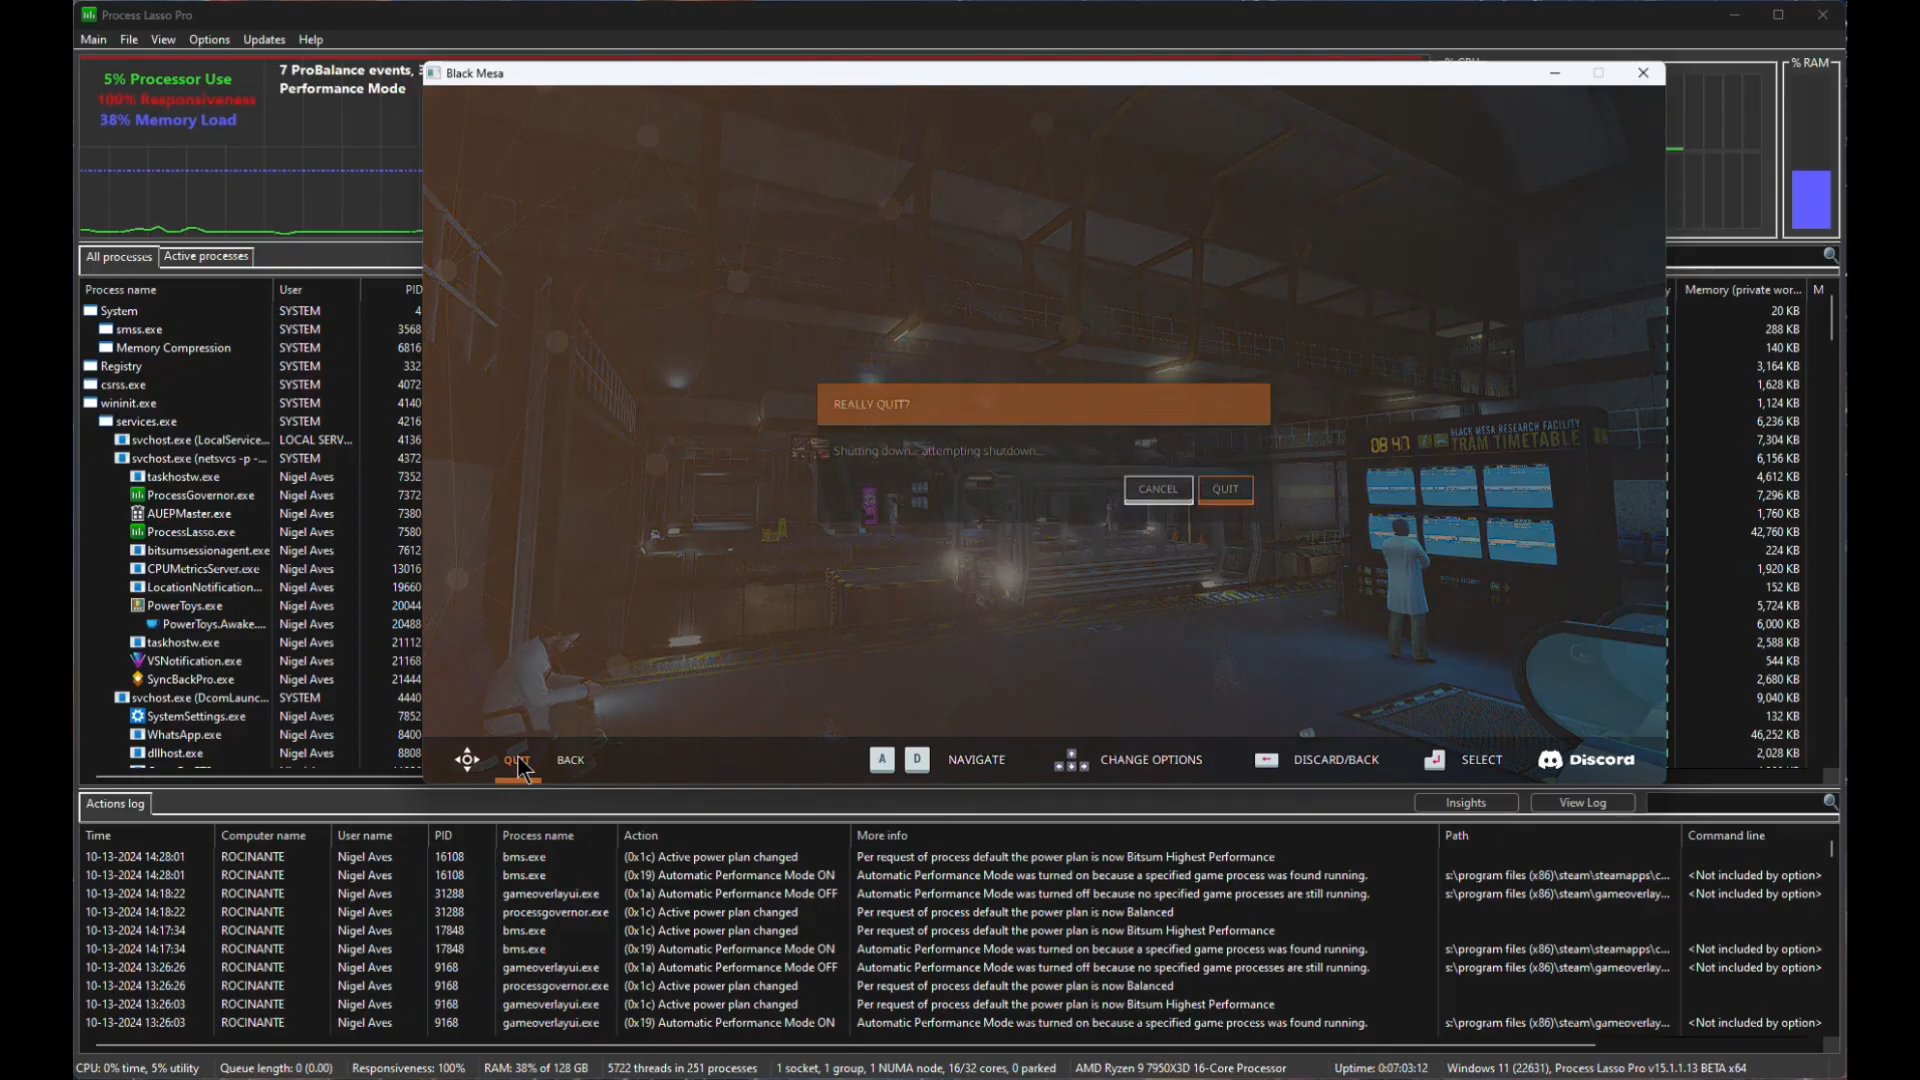 Process Lasso Pro
Main File View Options Updates Help
5% Processor Use
100% Responsiveness
38% Memory Load
7 ProBalance events,
Performance Mode
% RAM
Black Mesa
All processes Active processes
Process name User PID Memory (private wor... M
System SYSTEM 4 20 KB
smss.exe SYSTEM 3568 288 KB
Memory Compression SYSTEM 6816 140 KB
Registry SYSTEM 332 3,164 KB
csrss.exe SYSTEM 4072 1,628 KB
wininit.exe SYSTEM 4140 1,124 KB
services.exe SYSTEM 4216 6,236 KB
svchost.exe (LocalService... LOCAL SERV... 4136 7,304 KB
svchost.exe (netsvcs -p -... SYSTEM 4372 6,156 KB
taskhostw.exe Nigel Aves 7352 4,612 KB
ProcessGovernor.exe Nigel Aves 7372 7,296 KB
AUEPMaster.exe Nigel Aves 7380 1,760 KB
ProcessLasso.exe Nigel Aves 7580 42,760 KB
bitsumsessionagent.exe Nigel Aves 7612 224 KB
CPUMetricsServer.exe Nigel Aves 13016 1,920 KB
LocationNotification... Nigel Aves 19660 152 KB
PowerToys.exe Nigel Aves 20044 5,724 KB
PowerToys.Awake.... Nigel Aves 20488 6,000 KB
taskhostw.exe Nigel Aves 21112 2,588 KB
VSNotification.exe Nigel Aves 21168 544 KB
SyncBackPro.exe Nigel Aves 21444 2,680 KB
svchost.exe (DcomLaunc... SYSTEM 4440 9,040 KB
SystemSettings.exe Nigel Aves 7852 132 KB
WhatsApp.exe Nigel Aves 8400 46,252 KB
dllhost.exe Nigel Aves 8808 2,028 KB
REALLY QUIT?
Shutting down... attempting shutdown...
CANCEL QUIT
08:47
BLACK MESA RESEARCH FACILITY
TRAM TIMETABLE
QUIT BACK A D NAVIGATE CHANGE OPTIONS DISCARD/BACK SELECT Discord
Actions log Insights View Log
Time Computer name User name PID Process name Action More info Path Command line
10-13-2024 14:28:01 ROCINANTE Nigel Aves 16108 bms.exe (0x1c) Active power plan changed Per request of process default the power plan is now Bitsum Highest Performance
10-13-2024 14:28:01 ROCINANTE Nigel Aves 16108 bms.exe (0x19) Automatic Performance Mode ON Automatic Performance Mode was turned on because a specified game process was found running. s:\program files (x86)\steam\steamapps\c... <Not included by option>
10-13-2024 14:18:22 ROCINANTE Nigel Aves 31288 gameoverlayui.exe (0x1a) Automatic Performance Mode OFF Automatic Performance Mode was turned off because no specified game processes are still running. s:\program files (x86)\steam\gameoverlay... <Not included by option>
10-13-2024 14:18:22 ROCINANTE Nigel Aves 31288 processgovernor.exe (0x1c) Active power plan changed Per request of process default the power plan is now Balanced
10-13-2024 14:17:34 ROCINANTE Nigel Aves 17848 bms.exe (0x1c) Active power plan changed Per request of process default the power plan is now Bitsum Highest Performance
10-13-2024 14:17:34 ROCINANTE Nigel Aves 17848 bms.exe (0x19) Automatic Performance Mode ON Automatic Performance Mode was turned on because a specified game process was found running. s:\program files (x86)\steam\steamapps\c... <Not included by option>
10-13-2024 13:26:26 ROCINANTE Nigel Aves 9168 gameoverlayui.exe (0x1a) Automatic Performance Mode OFF Automatic Performance Mode was turned off because no specified game processes are still running. s:\program files (x86)\steam\gameoverlay... <Not included by option>
10-13-2024 13:26:26 ROCINANTE Nigel Aves 9168 processgovernor.exe (0x1c) Active power plan changed Per request of process default the power plan is now Balanced
10-13-2024 13:26:03 ROCINANTE Nigel Aves 9168 gameoverlayui.exe (0x1c) Active power plan changed Per request of process default the power plan is now Bitsum Highest Performance
10-13-2024 13:26:03 ROCINANTE Nigel Aves 9168 gameoverlayui.exe (0x19) Automatic Performance Mode ON Automatic Performance Mode was turned on because a specified game process was found running. s:\program files (x86)\steam\gameoverlay... <Not included by option>
CPU: 0% time, 5% utility Queue length: 0 (0.00) Responsiveness: 100% RAM: 38% of 128 GB 5722 threads in 251 processes 1 socket, 1 group, 1 NUMA node, 16/32 cores, 0 parked AMD Ryzen 9 7950X3D 16-Core Processor Uptime: 0:07:03:12 Windows 11 (22631), Process Lasso Pro v15.1.1.13 BETA x64